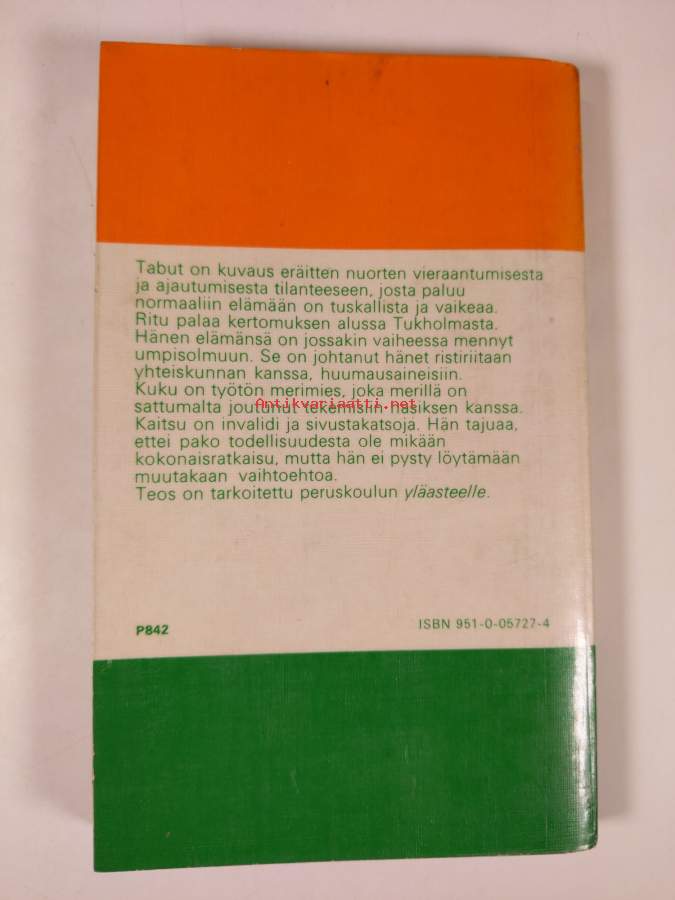 Tabut on kuvaus eräitten nuorten vieraantumisesta
ja ajautumisesta tilanteeseen, josta paluu
normaaliin elämään on tuskallista ja vaikeaa.
Ritu palaa kertomuksen alussa Tukholmasta.
Hänen elämänsä on jossakin vaiheessa mennyt
umpisolmuun. Se on johtanut hänet ristiriitaan
yhteiskunnan kanssa, huumausaineisiin.
Kuku on työtön merimies, joka merillä on
Antikvariaatti.net
sattumalta joutunut tekemisiin hasiksen kanssa.
Kaitsu on invalidi ja sivustakatsoja. Hän tajuaa,
ettei pako todellisuudesta ole mikään
kokonaisratkaisu, mutta hän ei pysty löytämään
muutakaan vaihtoehtoa.
Teos on tarkoitettu peruskoulun yläasteelle.
P842
ISBN 951-0-05727-4